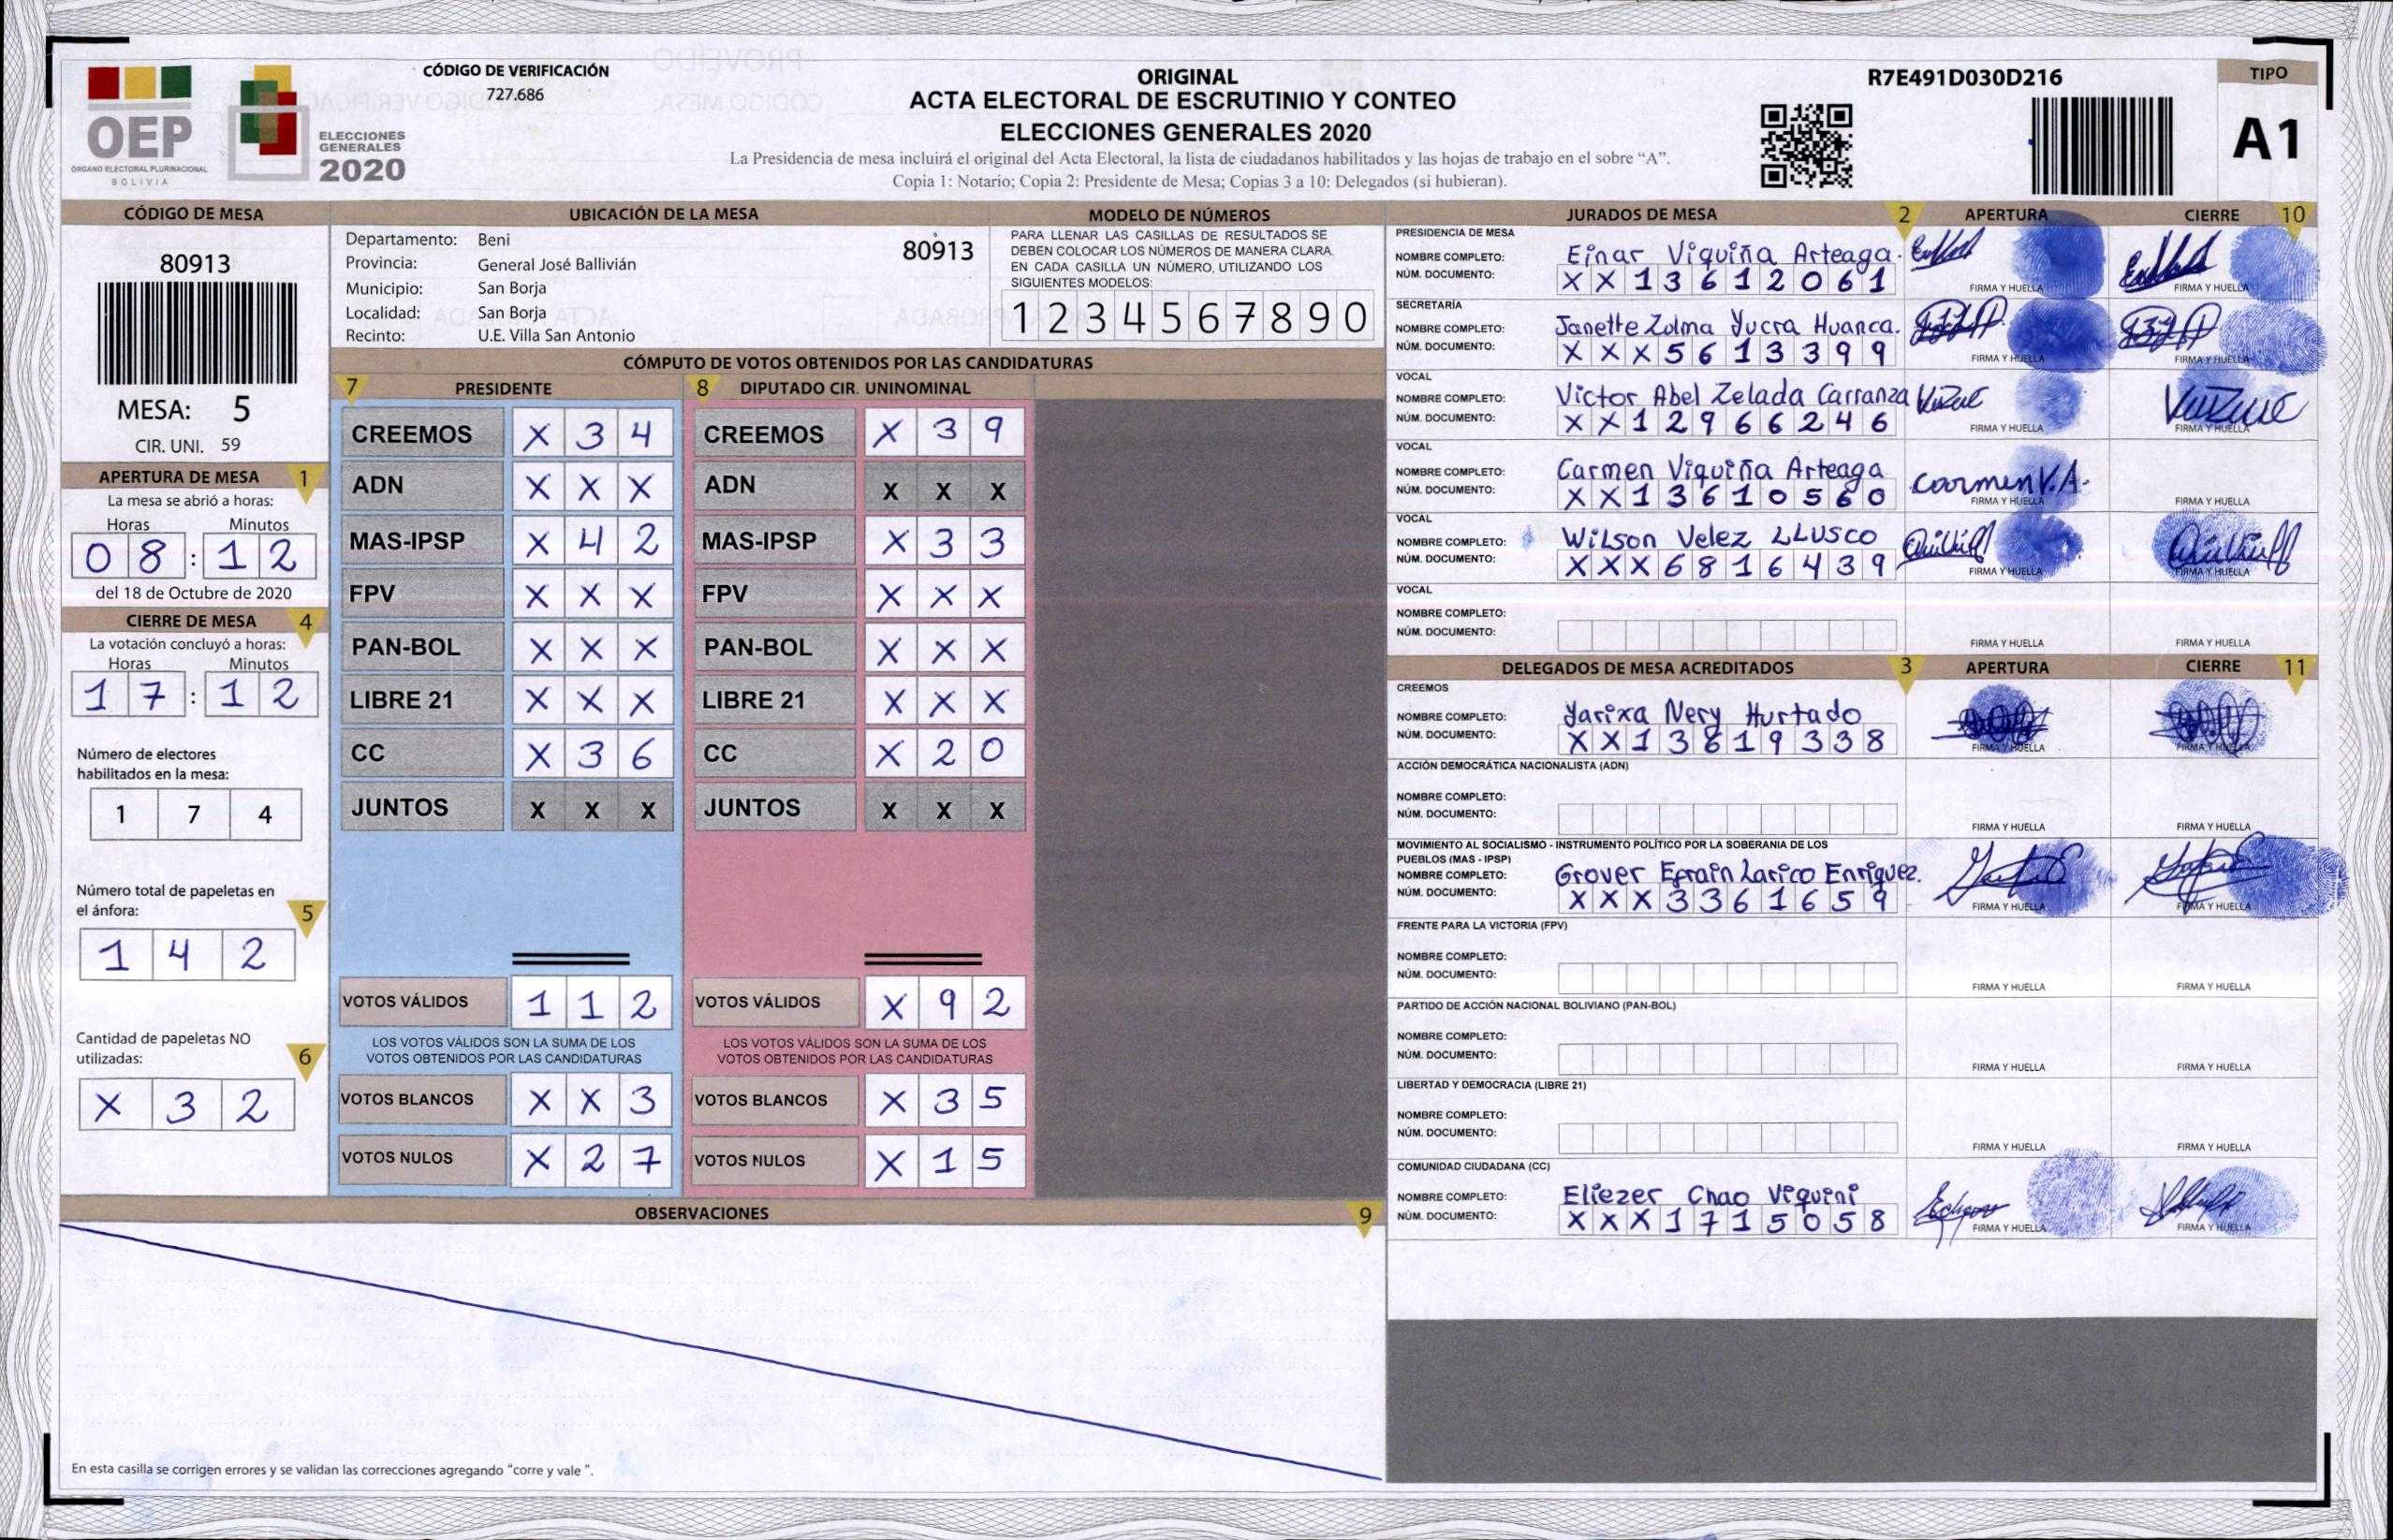 OEP
ÓRGANO ELECTORAL PLURINACIONAL
BOLIVIA
ELECCIONES
GENERALES
2020
CÓDIGO DE VERIFICACIÓN
727.686
ORIGINAL
ACTA ELECTORAL DE ESCRUTINIO Y CONTEO
ELECCIONES GENERALES 2020
La Presidencia de mesa incluirá el original del Acta Electoral, la lista de ciudadanos habilitados y las hojas de trabajo en el sobre “A”.
Copia 1: Notario; Copia 2: Presidente de Mesa; Copias 3 a 10: Delegados (si hubieran).
R7E491D030D216
TIPO
A1
CÓDIGO DE MESA
80913
MESA: 5
CIR. UNI. 59
APERTURA DE MESA 1
La mesa se abrió a horas:
Horas Minutos
0 8 : 1 2
del 18 de Octubre de 2020
CIERRE DE MESA 4
La votación concluyó a horas:
Horas Minutos
1 7 : 1 2
Número de electores
habilitados en la mesa:
1 7 4
Número total de papeletas en
el ánfora: 5
1 4 2
Cantidad de papeletas NO
utilizadas: 6
X 3 2
UBICACIÓN DE LA MESA
Departamento: Beni 80913
Provincia: General José Ballivián
Municipio: San Borja
Localidad: San Borja
Recinto: U.E. Villa San Antonio
MODELO DE NÚMEROS
PARA LLENAR LAS CASILLAS DE RESULTADOS SE
DEBEN COLOCAR LOS NÚMEROS DE MANERA CLARA,
EN CADA CASILLA UN NÚMERO, UTILIZANDO LOS
SIGUIENTES MODELOS:
1 2 3 4 5 6 7 8 9 0
CÓMPUTO DE VOTOS OBTENIDOS POR LAS CANDIDATURAS
7 PRESIDENTE
CREEMOS X 3 4
ADN X X X
MAS-IPSP X 4 2
FPV X X X
PAN-BOL X X X
LIBRE 21 X X X
CC X 3 6
JUNTOS X X X
VOTOS VÁLIDOS 1 1 2
LOS VOTOS VÁLIDOS SON LA SUMA DE LOS
VOTOS OBTENIDOS POR LAS CANDIDATURAS
VOTOS BLANCOS X X 3
VOTOS NULOS X 2 7
8 DIPUTADO CIR. UNINOMINAL
CREEMOS X 3 9
ADN X X X
MAS-IPSP X 3 3
FPV X X X
PAN-BOL X X X
LIBRE 21 X X X
CC X 2 0
JUNTOS X X X
VOTOS VÁLIDOS X 9 2
LOS VOTOS VÁLIDOS SON LA SUMA DE LOS
VOTOS OBTENIDOS POR LAS CANDIDATURAS
VOTOS BLANCOS X 3 5
VOTOS NULOS X 1 5
OBSERVACIONES 9
En esta casilla se corrigen errores y se validan las correcciones agregando “corre y vale ”.
JURADOS DE MESA 2 APERTURA CIERRE 10
PRESIDENCIA DE MESA
NOMBRE COMPLETO: Einar Viquiña Arteaga.
NÚM. DOCUMENTO: X X 1 3 6 1 2 0 6 1
FIRMA Y HUELLA FIRMA Y HUELLA
SECRETARÍA
NOMBRE COMPLETO: Janette Zulma Yucra Huanca.
NÚM. DOCUMENTO: X X X 5 6 1 3 3 9 9
FIRMA Y HUELLA FIRMA Y HUELLA
VOCAL
NOMBRE COMPLETO: Victor Abel Zelada Carranza
NÚM. DOCUMENTO: X X 1 2 9 6 6 2 4 6
FIRMA Y HUELLA FIRMA Y HUELLA
VOCAL
NOMBRE COMPLETO: Carmen Viquiña Arteaga
NÚM. DOCUMENTO: X X 1 3 6 1 0 5 6 0
Carmen V.A.
FIRMA Y HUELLA FIRMA Y HUELLA
VOCAL
NOMBRE COMPLETO: Wilson Velez LLUSCO
NÚM. DOCUMENTO: X X X 6 8 1 6 4 3 9
FIRMA Y HUELLA FIRMA Y HUELLA
VOCAL
NOMBRE COMPLETO:
NÚM. DOCUMENTO:
FIRMA Y HUELLA FIRMA Y HUELLA
DELEGADOS DE MESA ACREDITADOS 3 APERTURA CIERRE 11
CREEMOS
NOMBRE COMPLETO: Yarixa Nery Hurtado
NÚM. DOCUMENTO: X X 1 3 6 1 9 3 3 8
FIRMA Y HUELLA FIRMA Y HUELLA
ACCIÓN DEMOCRÁTICA NACIONALISTA (ADN)
NOMBRE COMPLETO:
NÚM. DOCUMENTO:
FIRMA Y HUELLA FIRMA Y HUELLA
MOVIMIENTO AL SOCIALISMO - INSTRUMENTO POLÍTICO POR LA SOBERANIA DE LOS
PUEBLOS (MAS - IPSP)
NOMBRE COMPLETO: Grover Efraín Larico Enriquez.
NÚM. DOCUMENTO: X X X 3 3 6 1 6 5 9
FIRMA Y HUELLA FIRMA Y HUELLA
FRENTE PARA LA VICTORIA (FPV)
NOMBRE COMPLETO:
NÚM. DOCUMENTO:
FIRMA Y HUELLA FIRMA Y HUELLA
PARTIDO DE ACCIÓN NACIONAL BOLIVIANO (PAN-BOL)
NOMBRE COMPLETO:
NÚM. DOCUMENTO:
FIRMA Y HUELLA FIRMA Y HUELLA
LIBERTAD Y DEMOCRACIA (LIBRE 21)
NOMBRE COMPLETO:
NÚM. DOCUMENTO:
FIRMA Y HUELLA FIRMA Y HUELLA
COMUNIDAD CIUDADANA (CC)
NOMBRE COMPLETO: Eliezer Chao Viquini
NÚM. DOCUMENTO: X X X 1 7 1 5 0 5 8
FIRMA Y HUELLA FIRMA Y HUELLA